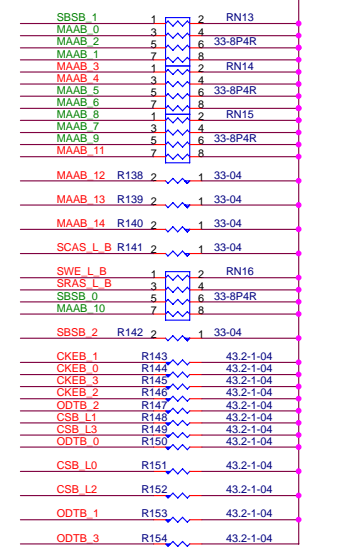 SBSB_1 1 2 RN13
MAAB_0 3 4
MAAB_2 5 6 33-8P4R
MAAB_1 7 8
MAAB_3 1 2 RN14
MAAB_4 3 4
MAAB_5 5 6 33-8P4R
MAAB_6 7 8
MAAB_8 1 2 RN15
MAAB_7 3 4
MAAB_9 5 6 33-8P4R
MAAB_11 7 8
MAAB_12 R138 2 1 33-04
MAAB_13 R139 2 1 33-04
MAAB_14 R140 2 1 33-04
SCAS_L_B R141 2 1 33-04
SWE_L_B 1 2 RN16
SRAS_L_B 3 4
SBSB_0 5 6 33-8P4R
MAAB_10 7 8
SBSB_2 R142 2 1 33-04
CKEB_1 R143 43.2-1-04
CKEB_0 R144 43.2-1-04
CKEB_3 R145 43.2-1-04
CKEB_2 R146 43.2-1-04
ODTB_2 R147 43.2-1-04
CSB_L1 R148 43.2-1-04
CSB_L3 R149 43.2-1-04
ODTB_0 R150 43.2-1-04
CSB_L0 R151 43.2-1-04
CSB_L2 R152 43.2-1-04
ODTB_1 R153 43.2-1-04
ODTB_3 R154 43.2-1-04